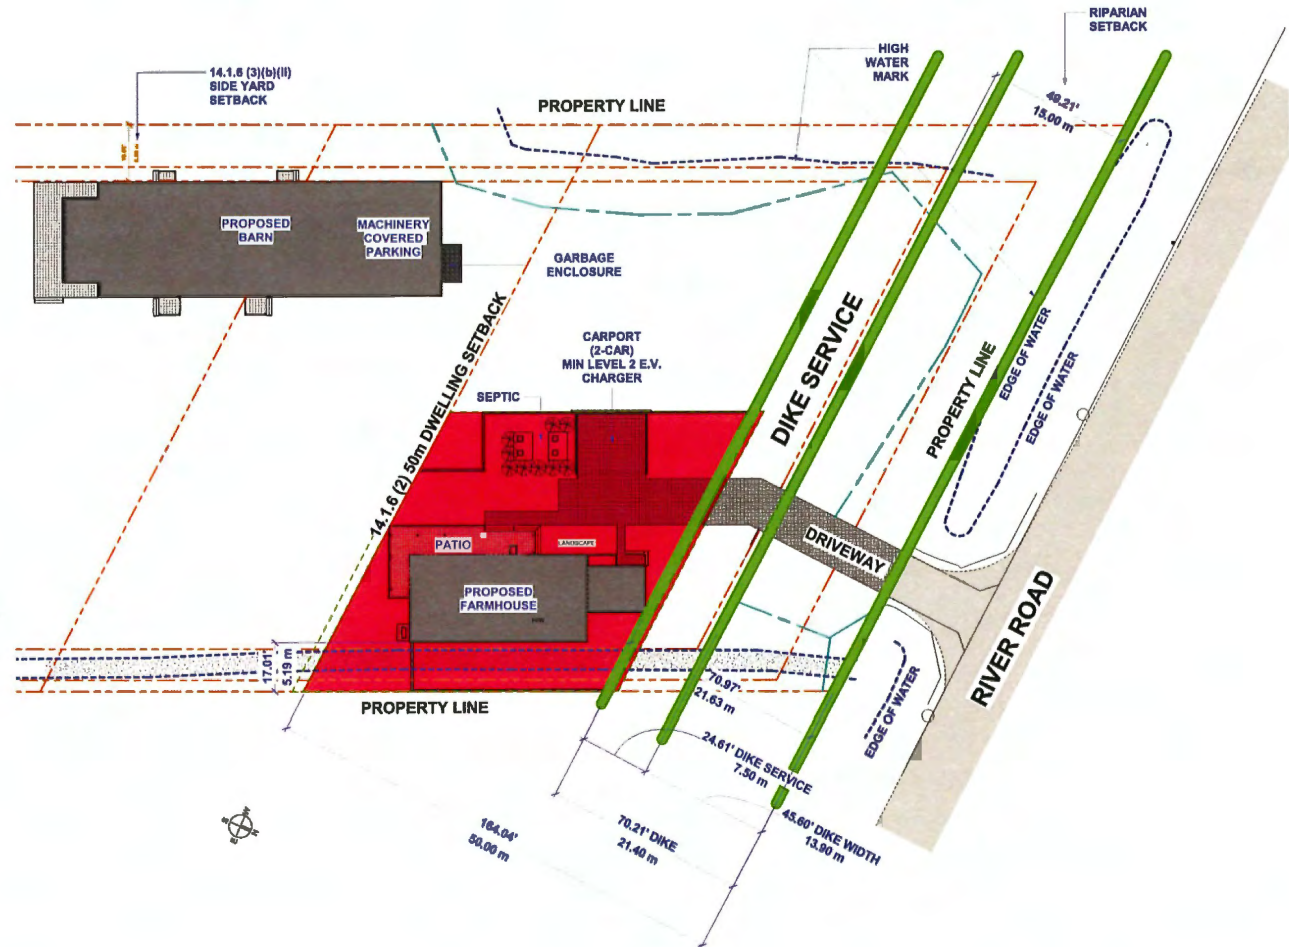 RIPARIAN
SETBACK
HIGH
WATER
MARK
14.1.6 (3)(b)(ii)
SIDE YARD
SETBACK
PROPERTY LINE
49.21'
15.00 m
PROPOSED
BARN
MACHINERY
COVERED
PARKING
GARBAGE
ENCLOSURE
14.1.6 (2) 50m DWELLING SETBACK
CARPORT
(2-CAR)
MIN LEVEL 2 E.V.
CHARGER
SEPTIC
DIKE SERVICE
PROPERTY LINE
EDGE OF WATER
EDGE OF WATER
PATIO
LANDSCAPE
DRIVEWAY
PROPOSED
FARMHOUSE
RIVER ROAD
17.01'
5.19 m
70.97'
21.63 m
EDGE OF WATER
PROPERTY LINE
24.61' DIKE SERVICE
7.50 m
45.60' DIKE WIDTH
13.90 m
70.21' DIKE
21.40 m
164.04'
50.00 m